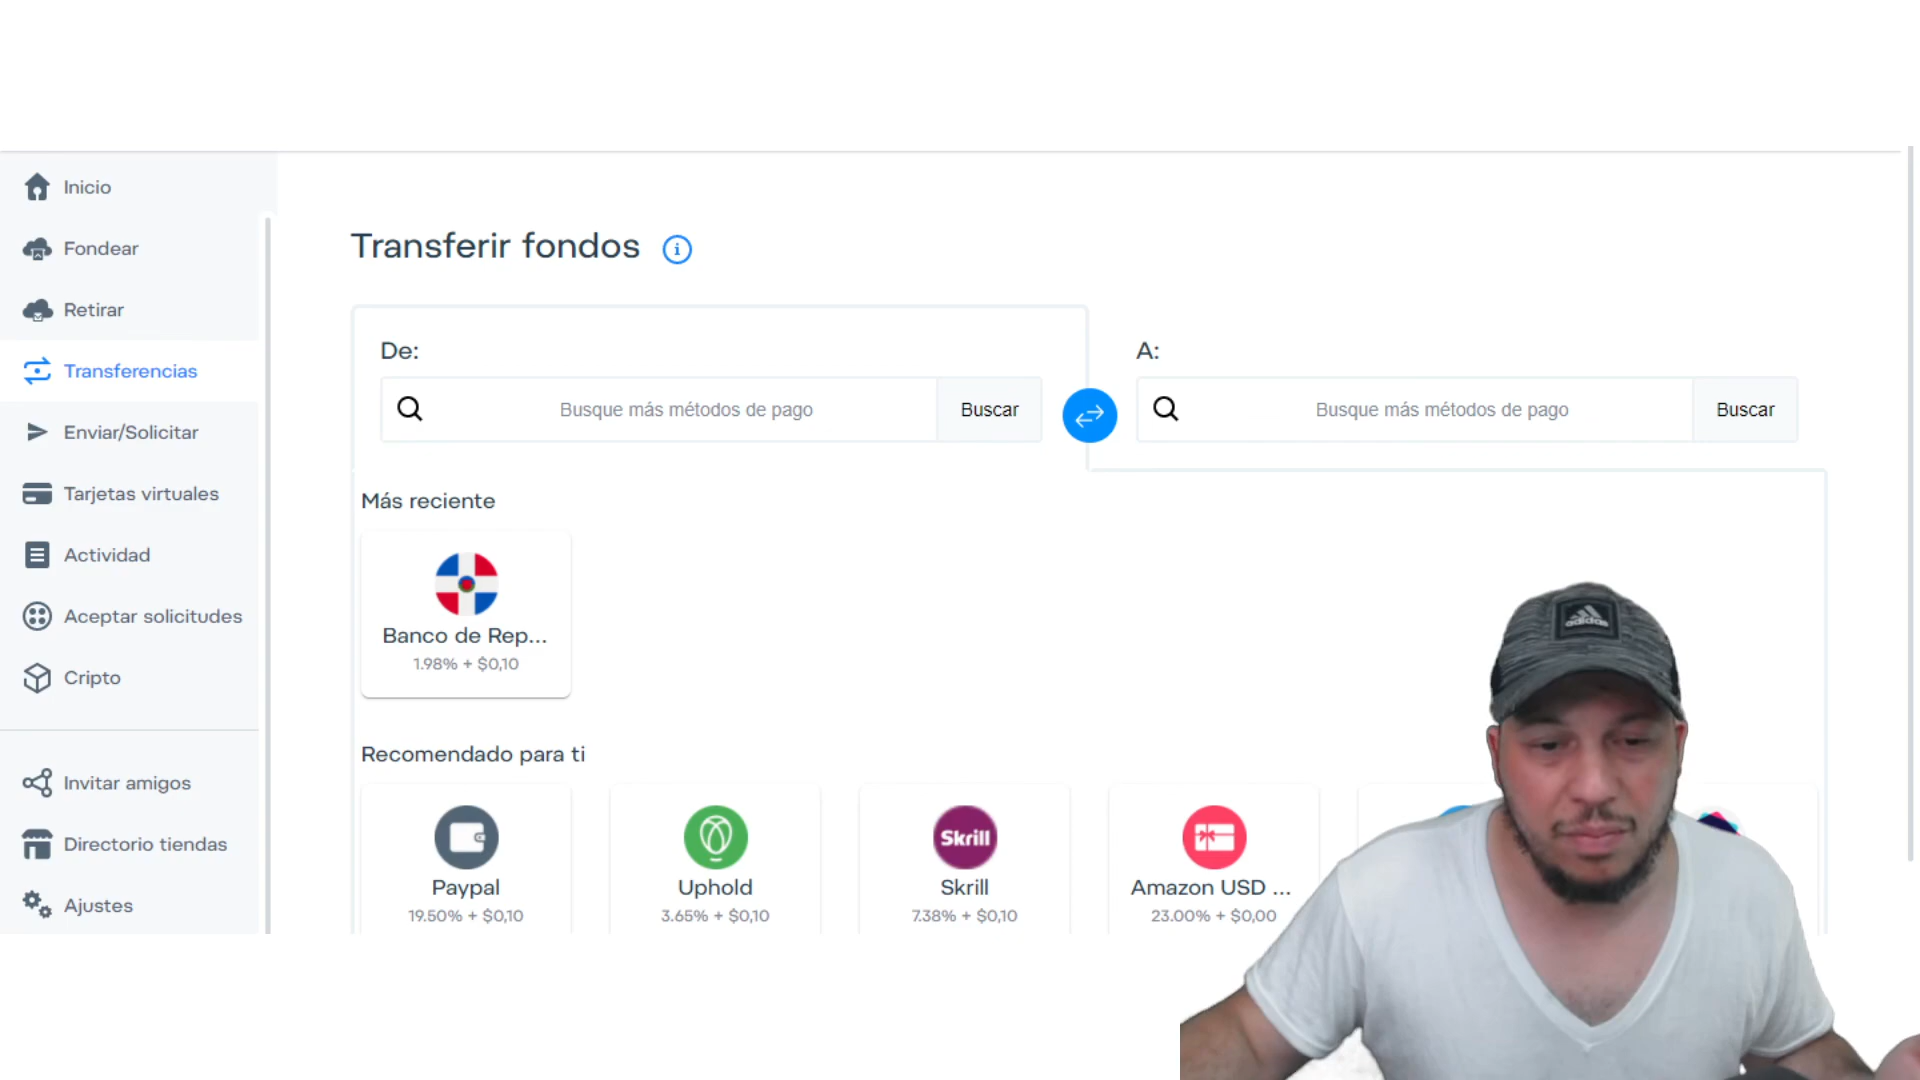 Inicio
Fondear
Retirar
Transferencias
Enviar/Solicitar
Tarjetas virtuales
Actividad
Aceptar solicitudes
Cripto
Invitar amigos
Directorio tiendas
Ajustes
Transferir fondos
De:
Busque más métodos de pago
Buscar
A:
Busque más métodos de pago
Buscar
Más reciente
Banco de Rep...
1.98% + $0,10
Recomendado para ti
Paypal
19.50% + $0,10
Uphold
3.65% + $0,10
Skrill
Skrill
7.38% + $0,10
Amazon USD ...
23.00% + $0,00
adidas